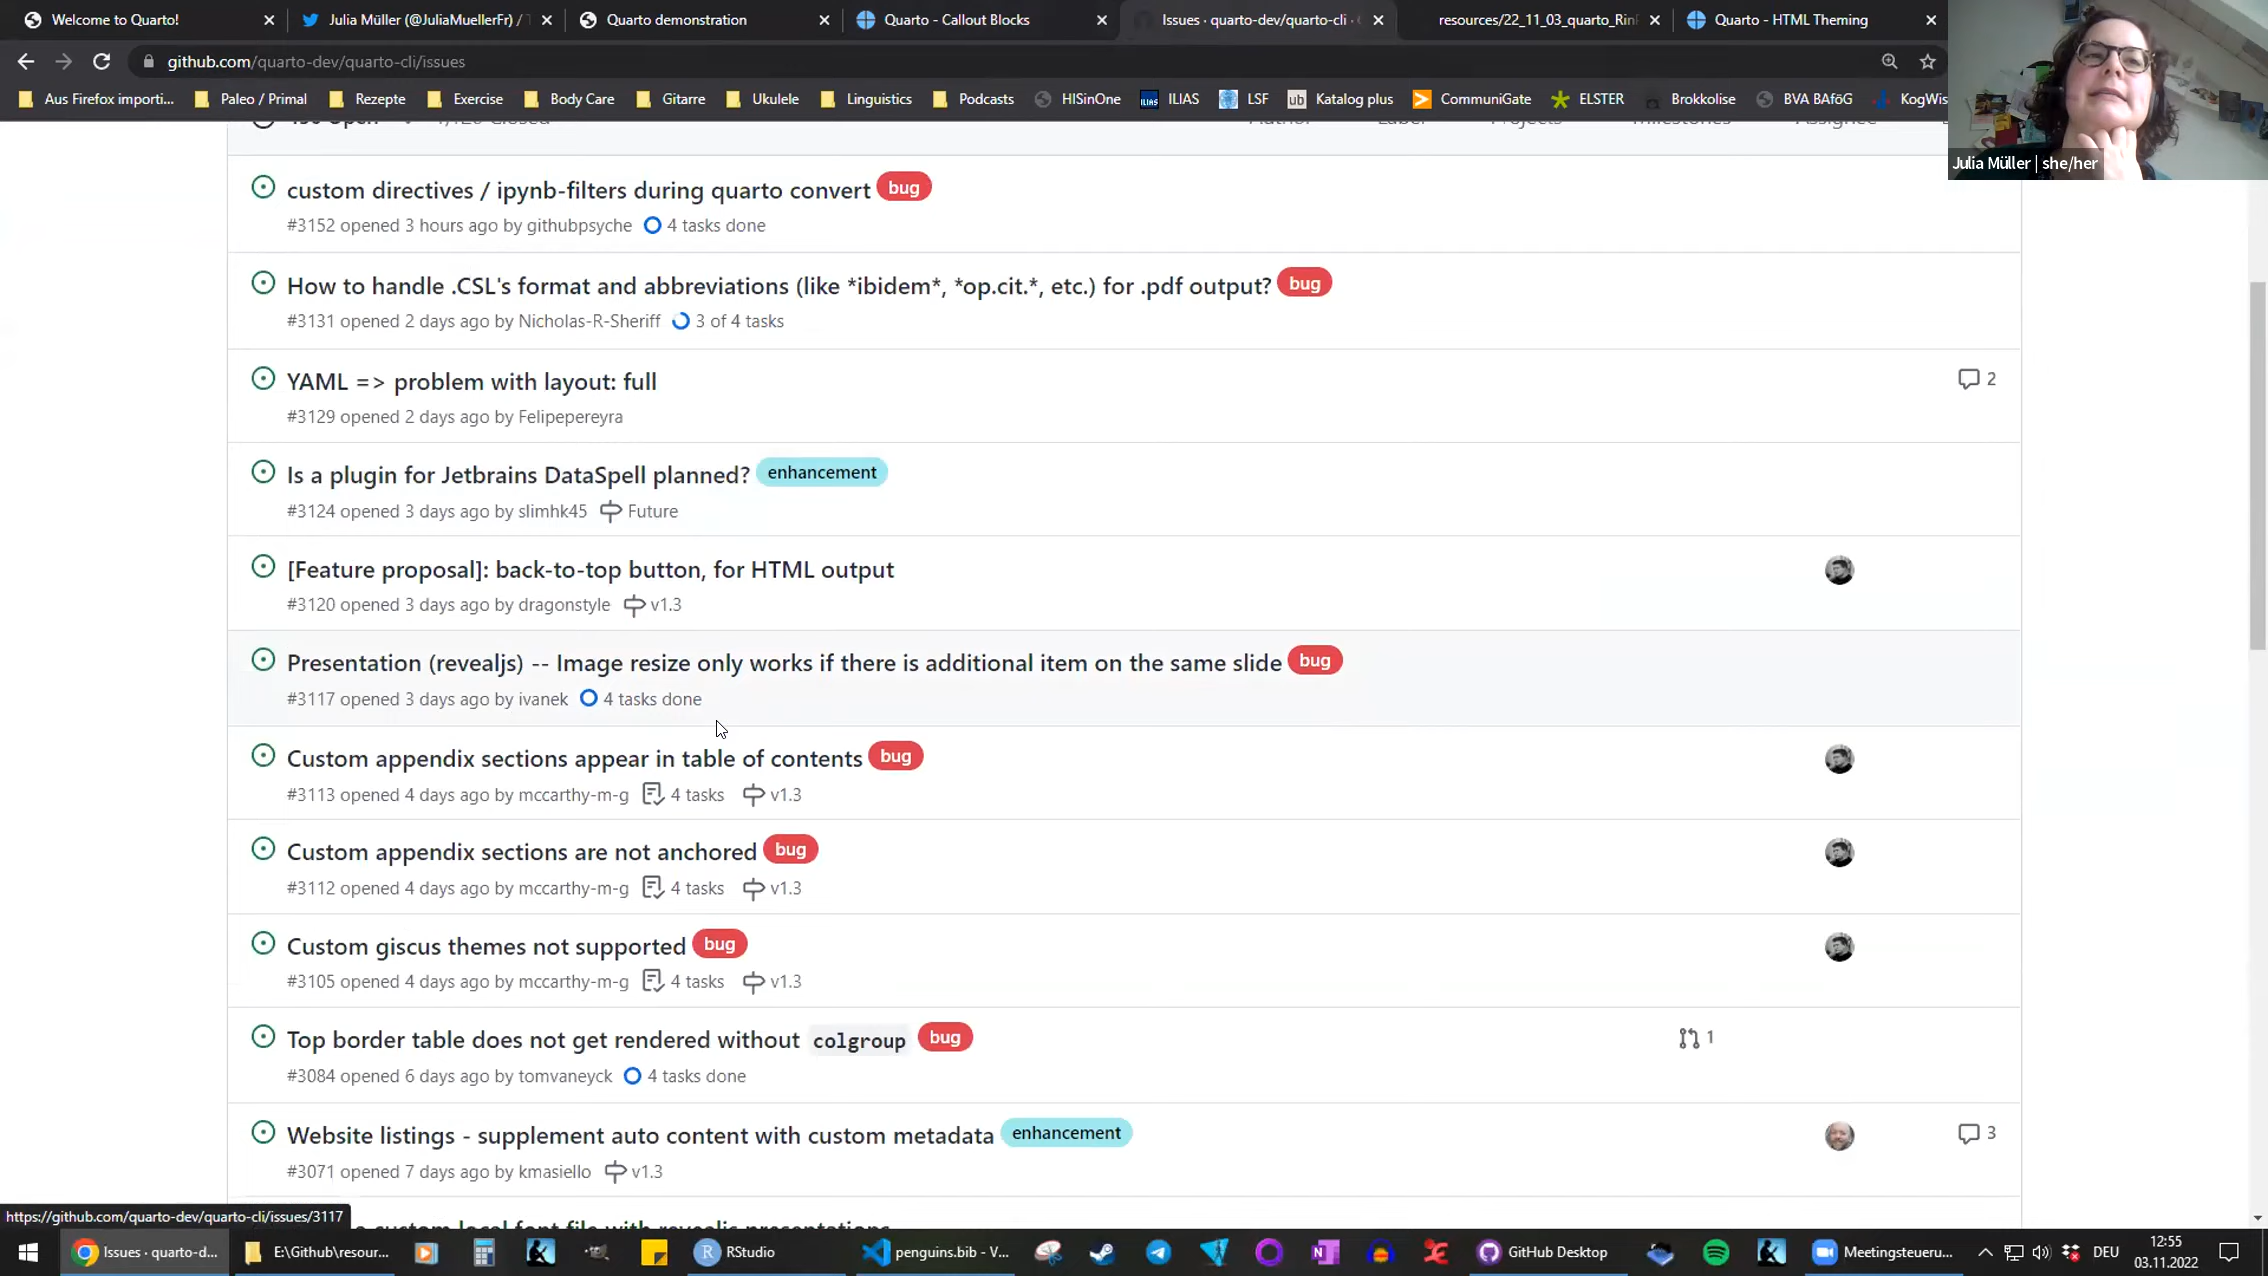 Welcome to Quarto!
Julia Müller (@JuliaMuellerFr) / T
Quarto demonstration
Quarto - Callout Blocks
Issues · quarto-dev/quarto-cli ·
resources/22_11_03_quarto_RinP
Quarto - HTML Theming
github.com/quarto-dev/quarto-cli/issues
Aus Firefox importi...
Paleo / Primal
Rezepte
Exercise
Body Care
Gitarre
Ukulele
Linguistics
Podcasts
HISinOne
ILIAS
LSF
ub Katalog plus
CommuniGate
ELSTER
Brokkolise
BVA BAföG
KogWis
Julia Müller | she/her
custom directives / ipynb-filters during quarto convert bug
#3152 opened 3 hours ago by githubpsyche 4 tasks done
How to handle .CSL's format and abbreviations (like *ibidem*, *op.cit.*, etc.) for .pdf output? bug
#3131 opened 2 days ago by Nicholas-R-Sheriff 3 of 4 tasks
YAML => problem with layout: full 2
#3129 opened 2 days ago by Felipepereyra
Is a plugin for Jetbrains DataSpell planned? enhancement
#3124 opened 3 days ago by slimhk45 Future
[Feature proposal]: back-to-top button, for HTML output
#3120 opened 3 days ago by dragonstyle v1.3
Presentation (revealjs) -- Image resize only works if there is additional item on the same slide bug
#3117 opened 3 days ago by ivanek 4 tasks done
Custom appendix sections appear in table of contents bug
#3113 opened 4 days ago by mccarthy-m-g 4 tasks v1.3
Custom appendix sections are not anchored bug
#3112 opened 4 days ago by mccarthy-m-g 4 tasks v1.3
Custom giscus themes not supported bug
#3105 opened 4 days ago by mccarthy-m-g 4 tasks v1.3
Top border table does not get rendered without colgroup bug 1
#3084 opened 6 days ago by tomvaneyck 4 tasks done
Website listings - supplement auto content with custom metadata enhancement 3
#3071 opened 7 days ago by kmasiello v1.3
https://github.com/quarto-dev/quarto-cli/issues/3117
custom local font file with revealjs presentations
Issues · quarto-d...
E:\Github\resour...
RStudio
penguins.bib - V...
GitHub Desktop
Meetingsteueru...
DEU
12:55
03.11.2022